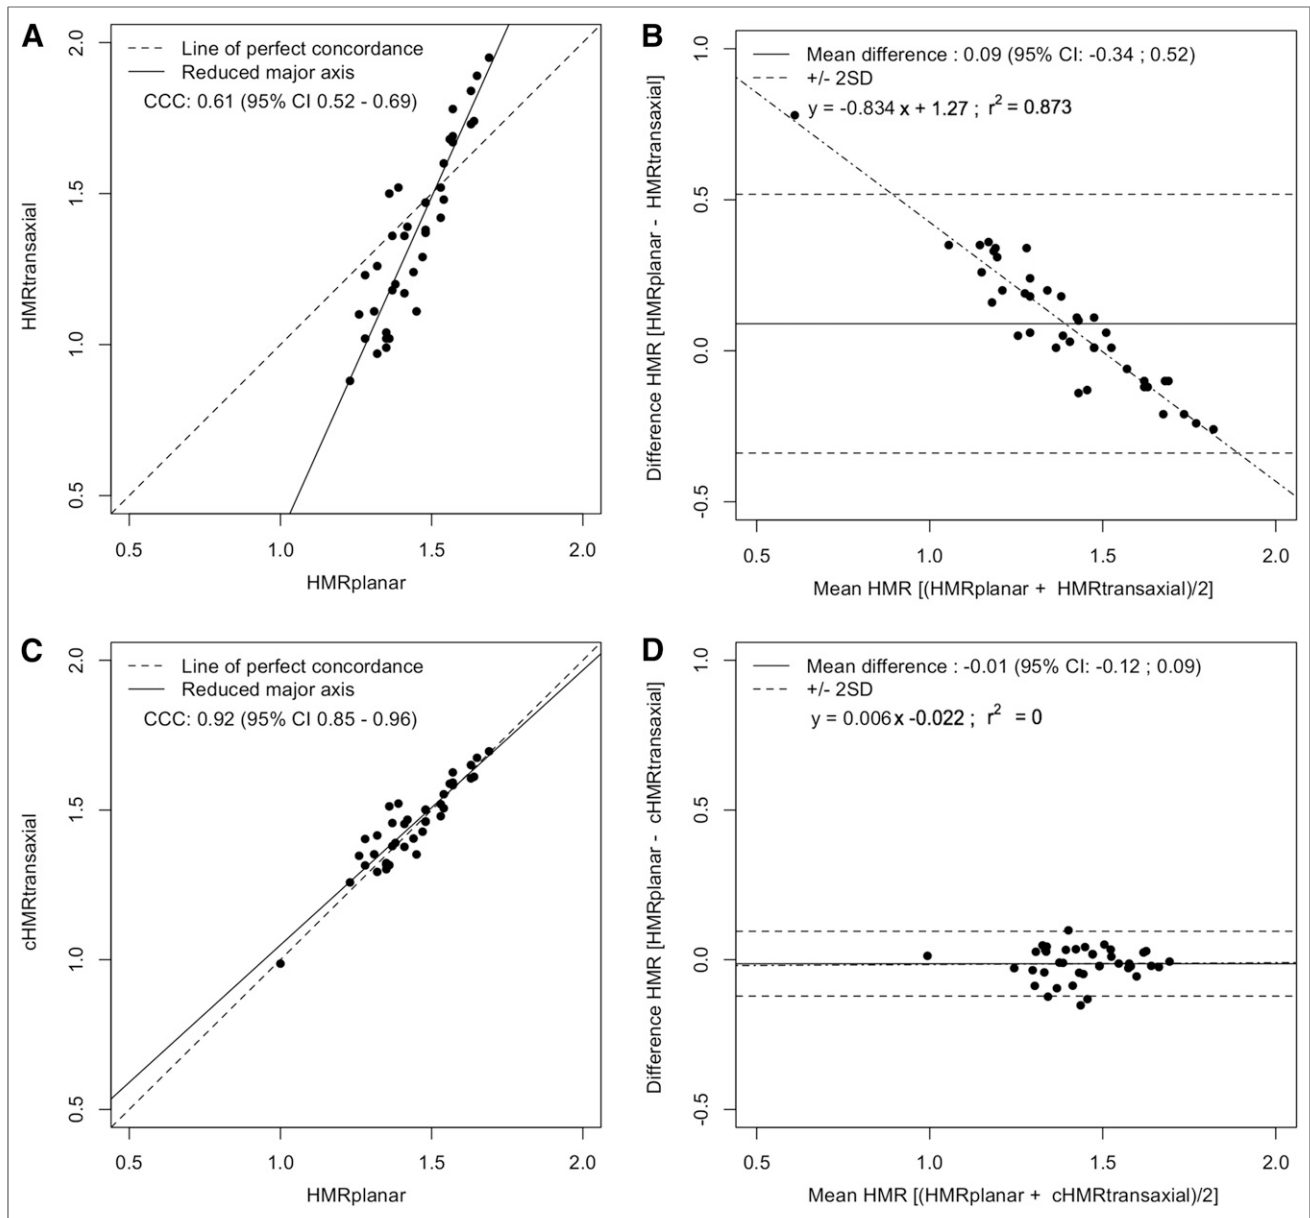 A
2.0
1.5
1.0
0.5
HMRtransaxial
Line of perfect concordance
Reduced major axis
CCC: 0.61 (95% CI 0.52 - 0.69)
0.5 1.0 1.5 2.0
HMRplanar
B
1.0
0.5
0.0
-0.5
Difference HMR [HMRplanar - HMRtransaxial]
Mean difference : 0.09 (95% CI: -0.34 ; 0.52)
+/- 2SD
y = -0.834 x + 1.27 ; r² = 0.873
0.5 1.0 1.5 2.0
Mean HMR [(HMRplanar + HMRtransaxial)/2]
C
2.0
1.5
1.0
0.5
cHMRtransaxial
Line of perfect concordance
Reduced major axis
CCC: 0.92 (95% CI 0.85 - 0.96)
0.5 1.0 1.5 2.0
HMRplanar
D
1.0
0.5
0.0
-0.5
Difference HMR [HMRplanar - cHMRtransaxial]
Mean difference : -0.01 (95% CI: -0.12 ; 0.09)
+/- 2SD
y = 0.006 x -0.022 ; r² = 0
0.5 1.0 1.5 2.0
Mean HMR [(HMRplanar + cHMRtransaxial)/2]